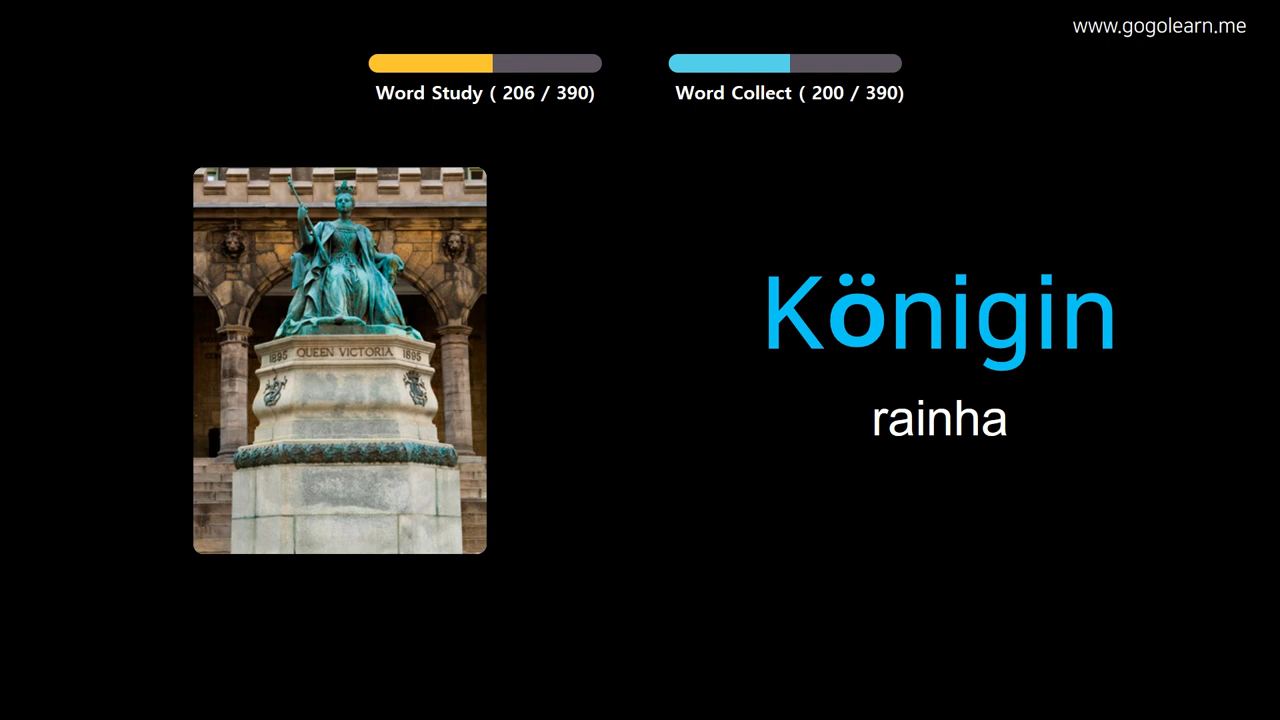 www.gogolearn.me
Word Study ( 206 / 390)
Word Collect ( 200 / 390)
1895 QUEEN VICTORIA 1895
Königin
rainha